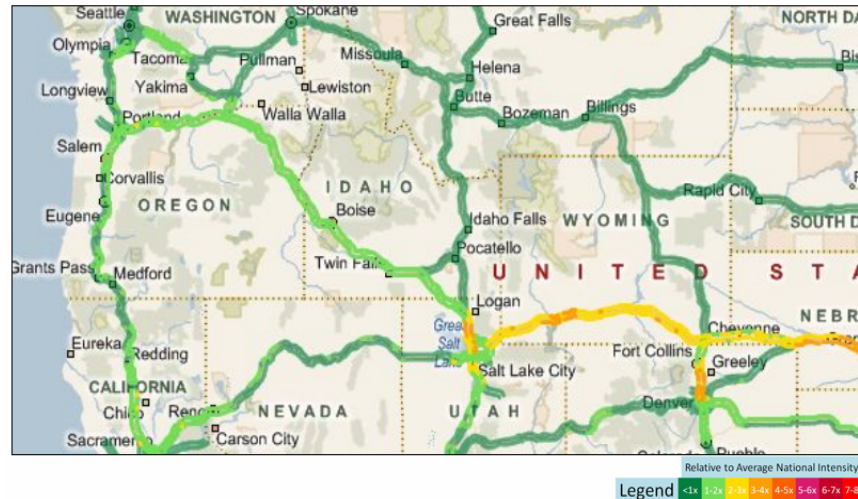 Seattle
WASHINGTON
Spokane
Great Falls
NORTH DA
Olympia
Tacoma
Pullman
Missoula
Helena
Bis
Longview
Yakima
Lewiston
Butte
Portland
Walla Walla
Bozeman
Billings
Salem
Corvallis
IDAHO
OREGON
Rapid City
Eugene
Boise
Idaho Falls
WYOMING
SOUTH D
Pocatello
Grants Pass
Medford
Twin Falls
UNITED STA
Logan
Great
Salt
Lake
Cheyenne
NEBR
Eureka
Redding
Fort Collins
Greeley
Salt Lake City
CALIFORNIA
Chico
Reno
NEVADA
UTAH
Denver
Sacramento
Carson City
Pueblo
Relative to Average National Intensity
Legend <1x 1-2x 2-3x 3-4x 4-5x 5-6x 6-7x 7-8